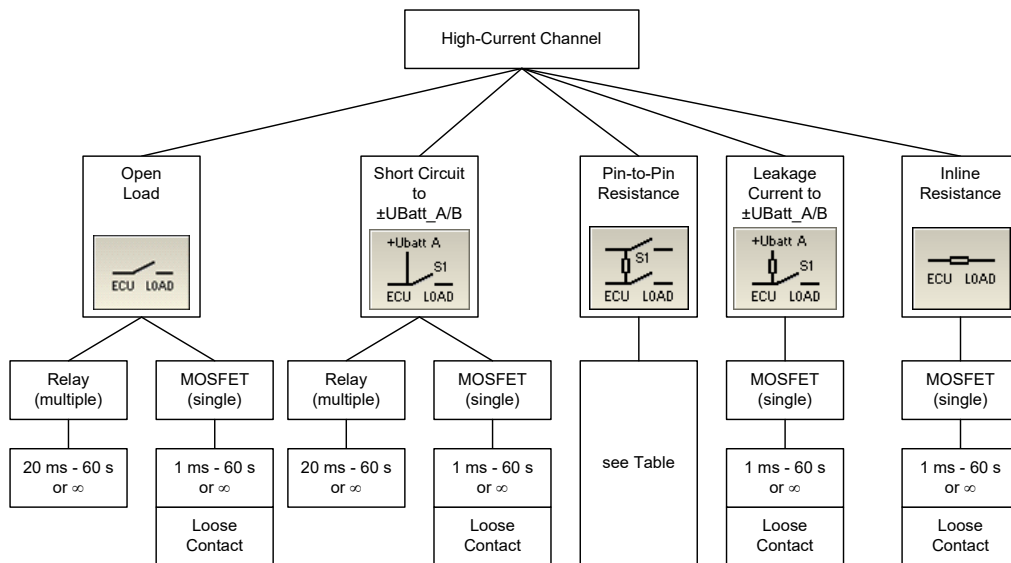 High-Current Channel
Open
Load
ECU LOAD
Short Circuit
to
±UBatt_A/B
+Ubatt A
S1
ECU LOAD
Pin-to-Pin
Resistance
S1
ECU LOAD
Leakage
Current to
±UBatt_A/B
+Ubatt A
S1
ECU LOAD
Inline
Resistance
ECU LOAD
Relay
(multiple)
MOSFET
(single)
Relay
(multiple)
MOSFET
(single)
see Table
MOSFET
(single)
MOSFET
(single)
20 ms - 60 s
or ∞
1 ms - 60 s
or ∞
Loose
Contact
20 ms - 60 s
or ∞
1 ms - 60 s
or ∞
Loose
Contact
1 ms - 60 s
or ∞
Loose
Contact
1 ms - 60 s
or ∞
Loose
Contact